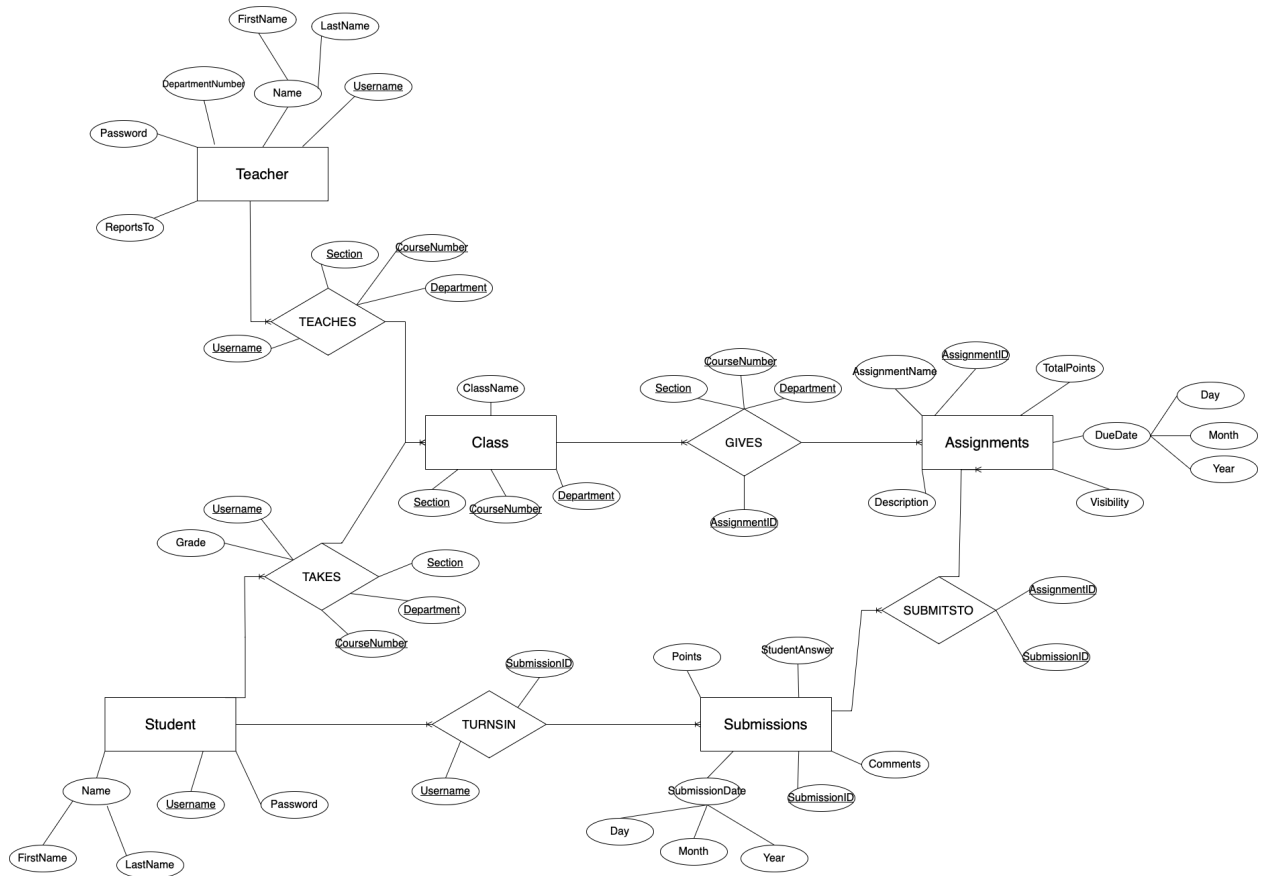 FirstName
LastName
DepartmentNumber
Name
Username
Password
Teacher
ReportsTo
Section
CourseNumber
Department
TEACHES
Username
ClassName
Class
Section
CourseNumber
Department
Section
CourseNumber
Department
GIVES
AssignmentID
AssignmentName
AssignmentID
TotalPoints
Assignments
DueDate
Day
Month
Year
Description
Visibility
Username
Grade
TAKES
Section
Department
CourseNumber
SUBMITSTO
AssignmentID
SubmissionID
Student
Name
Username
Password
FirstName
LastName
SubmissionID
TURNSIN
Username
Points
StudentAnswer
Submissions
Comments
SubmissionDate
SubmissionID
Day
Month
Year